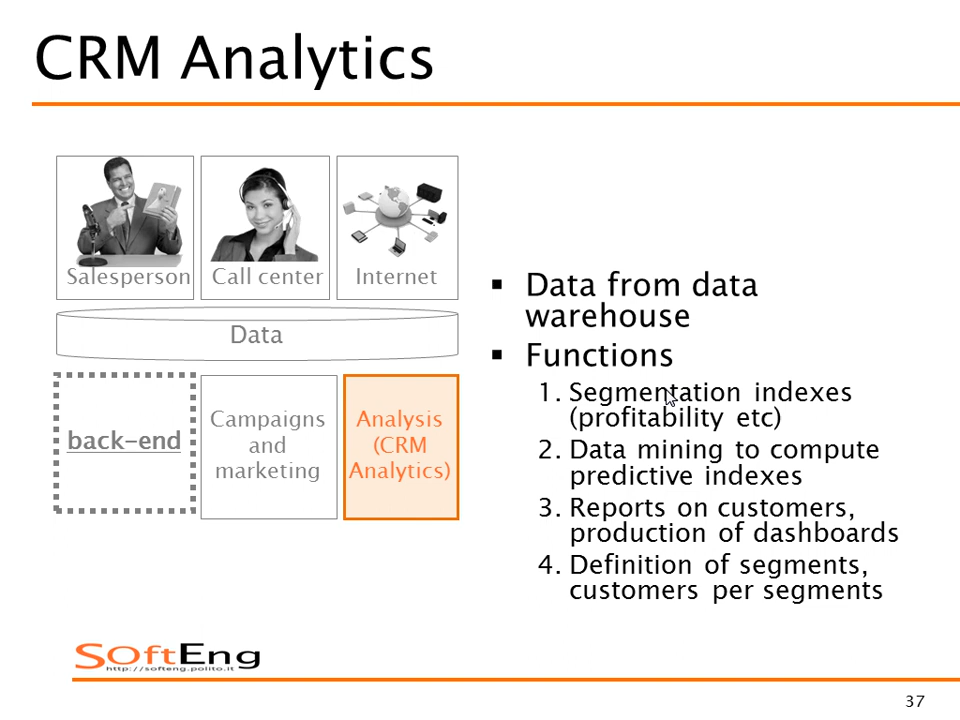 CRM Analytics
Salesperson
Call center
Internet
Data
back-end
Campaigns
and
marketing
Analysis
(CRM
Analytics)
▪ Data from data
warehouse
▪ Functions
1. Segmentation indexes
(profitability etc)
2. Data mining to compute
predictive indexes
3. Reports on customers,
production of dashboards
4. Definition of segments,
customers per segments
SOftEng
http://softeng.polito.it
37